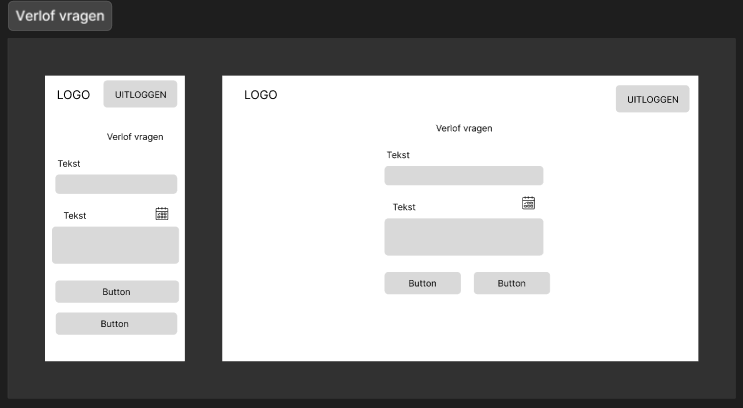 Verlof vragen
LOGO
UITLOGGEN
Verlof vragen
Tekst
Tekst
Button
Button
LOGO
UITLOGGEN
Verlof vragen
Tekst
Tekst
Button
Button